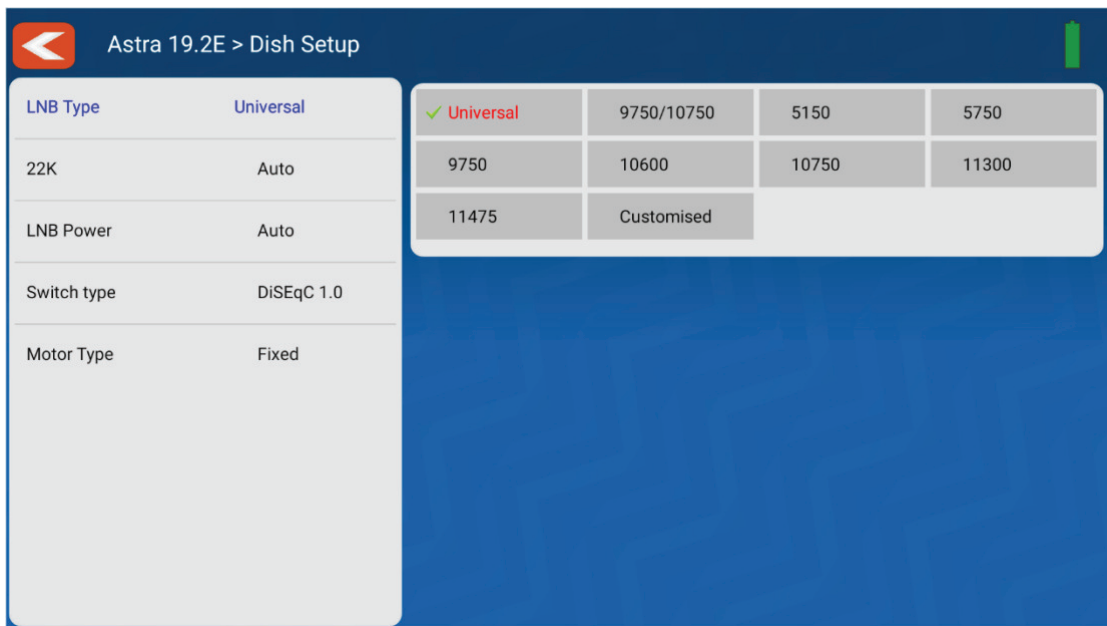 Astra 19.2E > Dish Setup
LNB Type Universal
22K Auto
LNB Power Auto
Switch type DiSEqC 1.0
Motor Type Fixed
Universal 9750/10750 5150 5750
9750 10600 10750 11300
11475 Customised